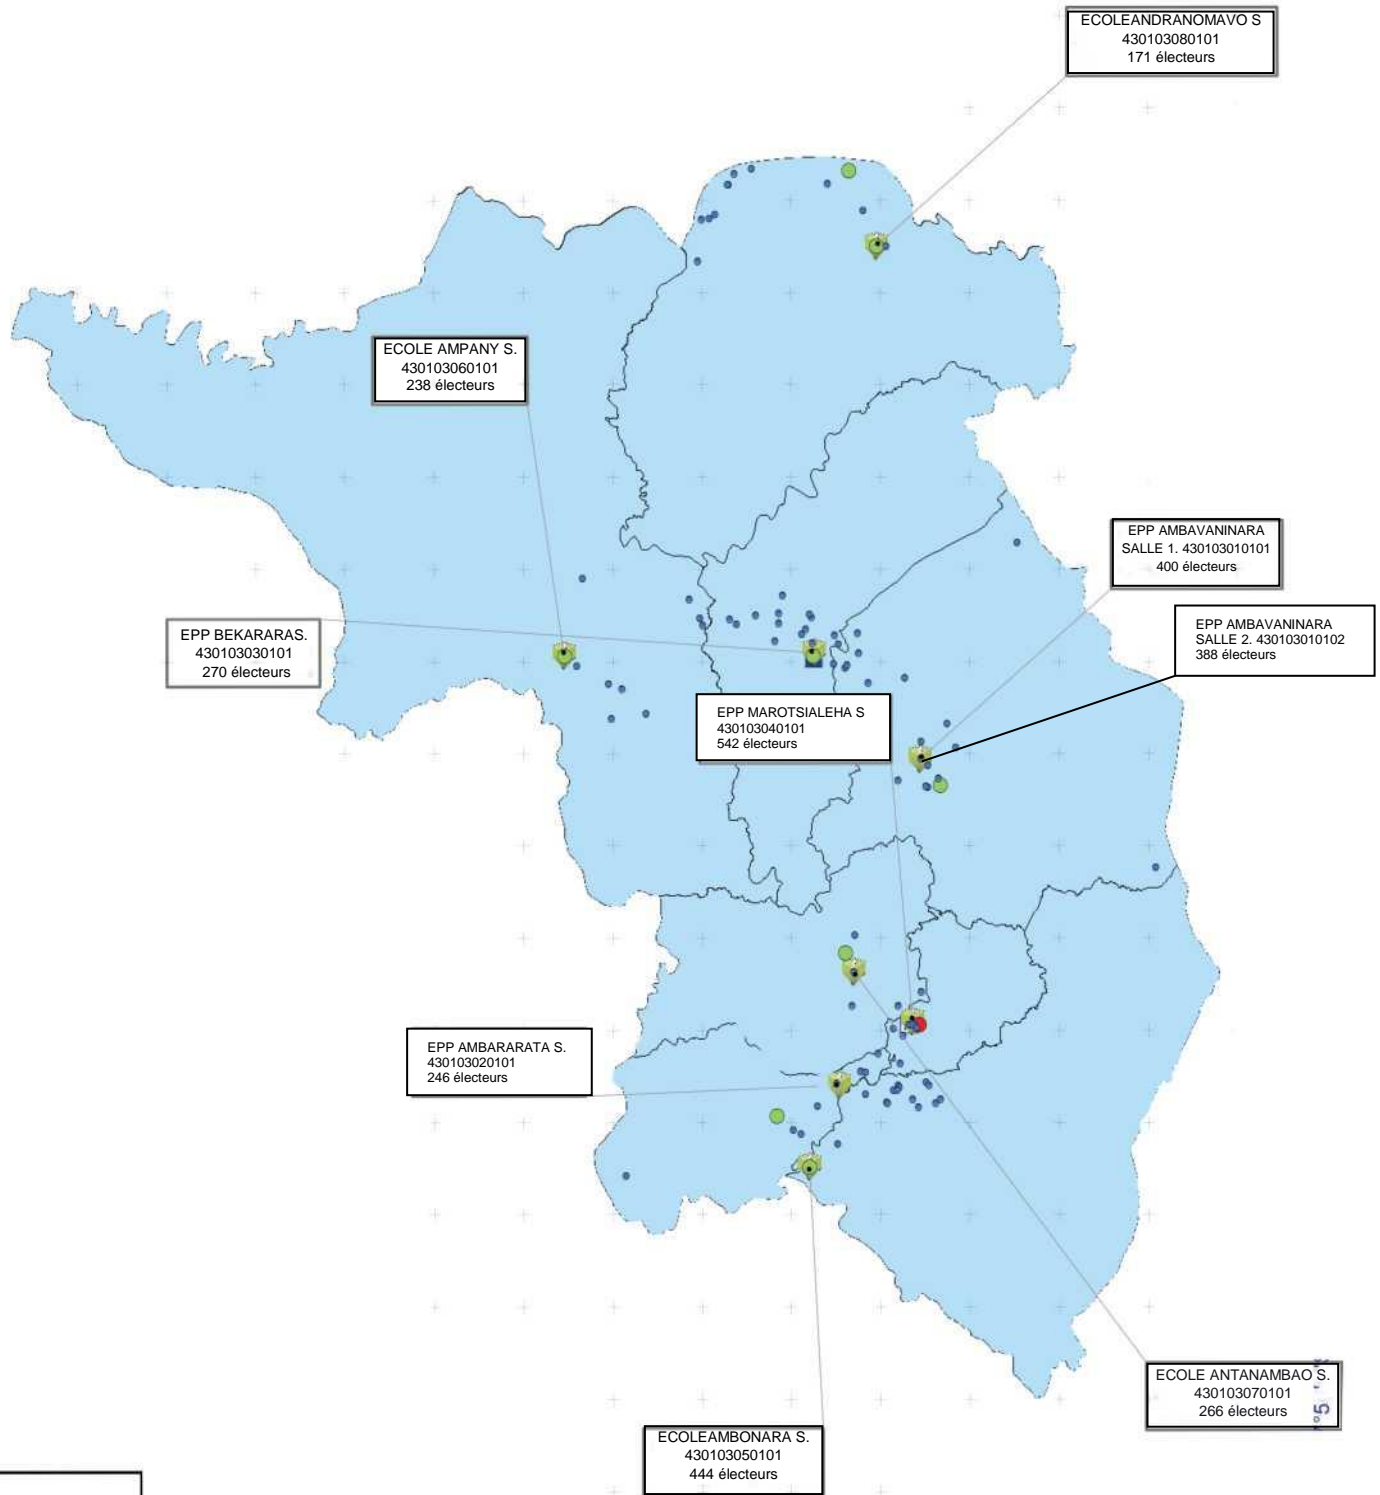 ECOLEANDRANOMAVO S
430103080101
171 électeurs
ECOLE AMPANY S.
430103060101
238 électeurs
EPP AMBAVANINARA
SALLE 1. 430103010101
400 électeurs
EPP AMBAVANINARA
SALLE 2. 430103010102
388 électeurs
EPP BEKARARAS.
430103030101
270 électeurs
EPP MAROTSIALEHA S
430103040101
542 électeurs
EPP AMBARARATA S.
430103020101
246 électeurs
ECOLE ANTANAMBAO S.
430103070101
266 électeurs
ECOLEAMBONARA S.
430103050101
444 électeurs